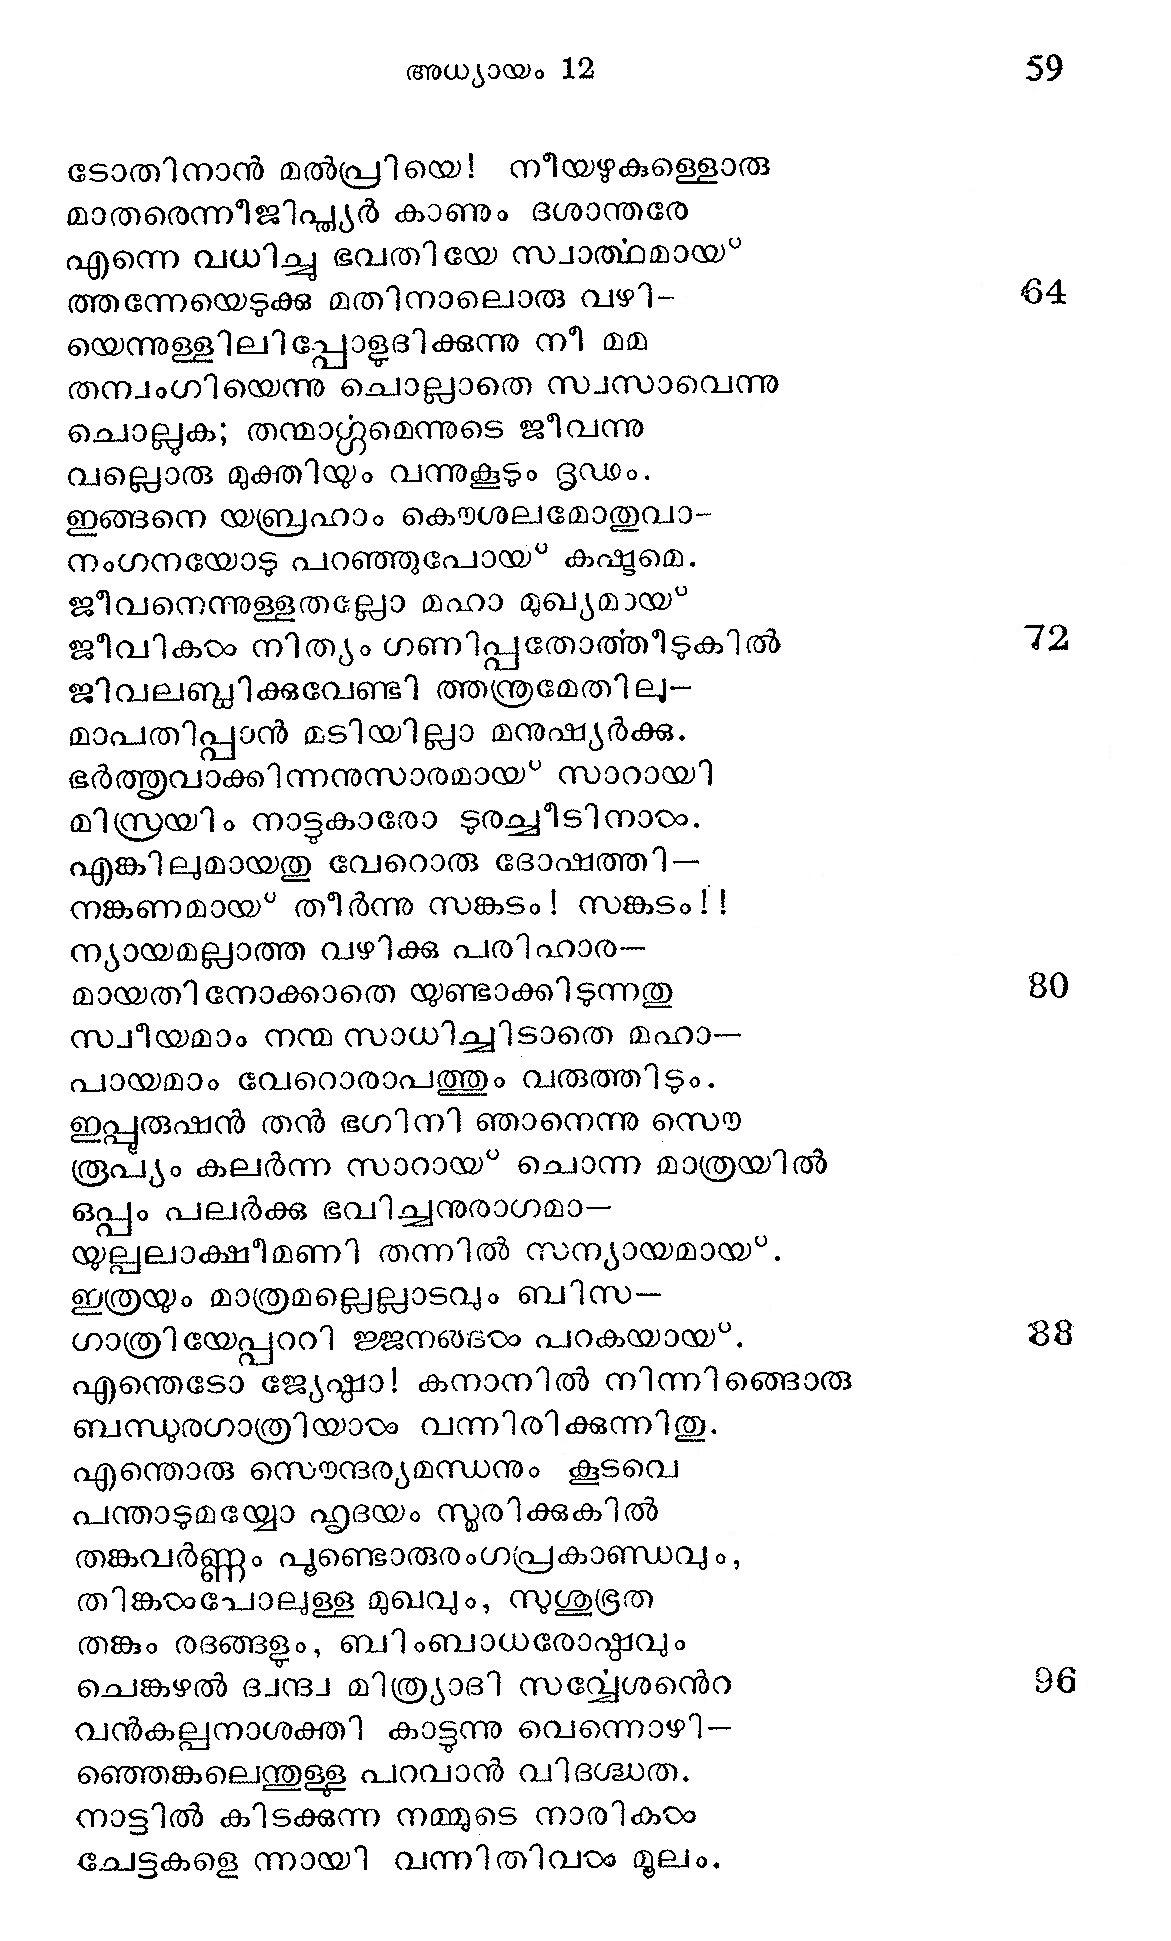 അധ്യായം 12 59
ടോതിനാൻ മൽപ്രിയെ! നീയഴകുള്ളൊരു
മാതരെന്നീജിപ്ത്യർ കാണും ദശാന്തരേ
എന്നെ വധിച്ചു ഭവതിയേ സ്വാർത്ഥമായ്
ത്തന്നേയെടുക്കു മതിനാലൊരു വഴി— 64
യെന്നുള്ളിലിപ്പോളുദിക്കുന്നു നീ മമ
തന്വംഗിയെന്നു ചൊല്ലാതെ സ്വസാവെന്നു
ചൊല്ലുക; തന്മാർഗ്ഗമെന്നുടെ ജീവന്നു
വല്ലൊരു മുക്തിയും വന്നുകൂടും ദൃഢം.
ഇങ്ങനെ യബ്രഹാം കൌശലമോതുവാ—
നംഗനയോടു പറഞ്ഞുപോയ് കഷ്ടമെ.
ജീവനെന്നുള്ളതല്ലോ മഹാ മുഖ്യമായ്
ജീവികൾ നിത്യം ഗണിപ്പതോർത്തീടുകിൽ 72
ജിവലബ്ധിക്കുവേണ്ടി ത്തന്ത്രമേതിലു—
മാപതിപ്പാൻ മടിയില്ലാ മനുഷ്യർക്കു.
ഭർത്തൃവാക്കിന്നനുസാരമായ് സാറായി
മിസ്രയിം നാട്ടുകാരോ ടുരച്ചീടിനാൾ.
എങ്കിലുമായതു വേറൊരു ദോഷത്തി—
നങ്കണമായ് തീർന്നു സങ്കടം! സങ്കടം!!
ന്യായമല്ലാത്ത വഴിക്കു പരിഹാര—
മായതിനോക്കാതെ യുണ്ടാക്കിടുന്നതു 80
സ്വീയമാം നന്മ സാധിച്ചിടാതെ മഹാ—
പായമാം വേറൊരാപത്തും വരുത്തിടും.
ഇപ്പൂരുഷൻ തൻ ഭഗിനി ഞാനെന്നു സൌ
രൂപ്യം കലർന്ന സാറായ് ചൊന്ന മാത്രയിൽ
ഒപ്പം പലർക്കു ഭവിച്ചനുരാഗമാ—
യുല്പലാക്ഷീമണി തന്നിൽ സന്യായമായ്.
ഇത്രയും മാത്രമല്ലെല്ലാടവും ബിസ—
ഗാത്രിയേപ്പററി ജ്ജനങ്ങൾ പറകയായ്. 88
എന്തെടോ ജ്യേഷ്ഠാ! കനാനിൽ നിന്നിങ്ങൊരു
ബന്ധുരഗാത്രിയാൾ വന്നിരിക്കുന്നിതു.
എന്തൊരു സൌന്ദര്യമന്ധനും കൂടവെ
പന്താടുമയ്യോ ഹൃദയം സ്മരിക്കുകിൽ
തങ്കവർണ്ണം പൂണ്ടൊരുരംഗപ്രകാണ്ഡവും,
തിങ്കൾപോലുള്ള മുഖവും, സുശുഭ്രത
തങ്കും രദങ്ങളും, ബിംബാധരോഷ്ഠവും
ചെങ്കഴൽ ദ്വന്ദ്വ മിത്ര്യാദി സർവ്വേശൻെറ 96
വൻകല്പനാശക്തി കാട്ടുന്നു വെന്നൊഴി—
ഞ്ഞെങ്കലെന്തുള്ളൂ പറവാൻ വിദഗ്ദ്ധത.
നാട്ടിൽ കിടക്കുന്ന നമ്മുടെ നാരികൾ
ചേട്ടകളെ ന്നായി വന്നിതിവൾ മൂലം.